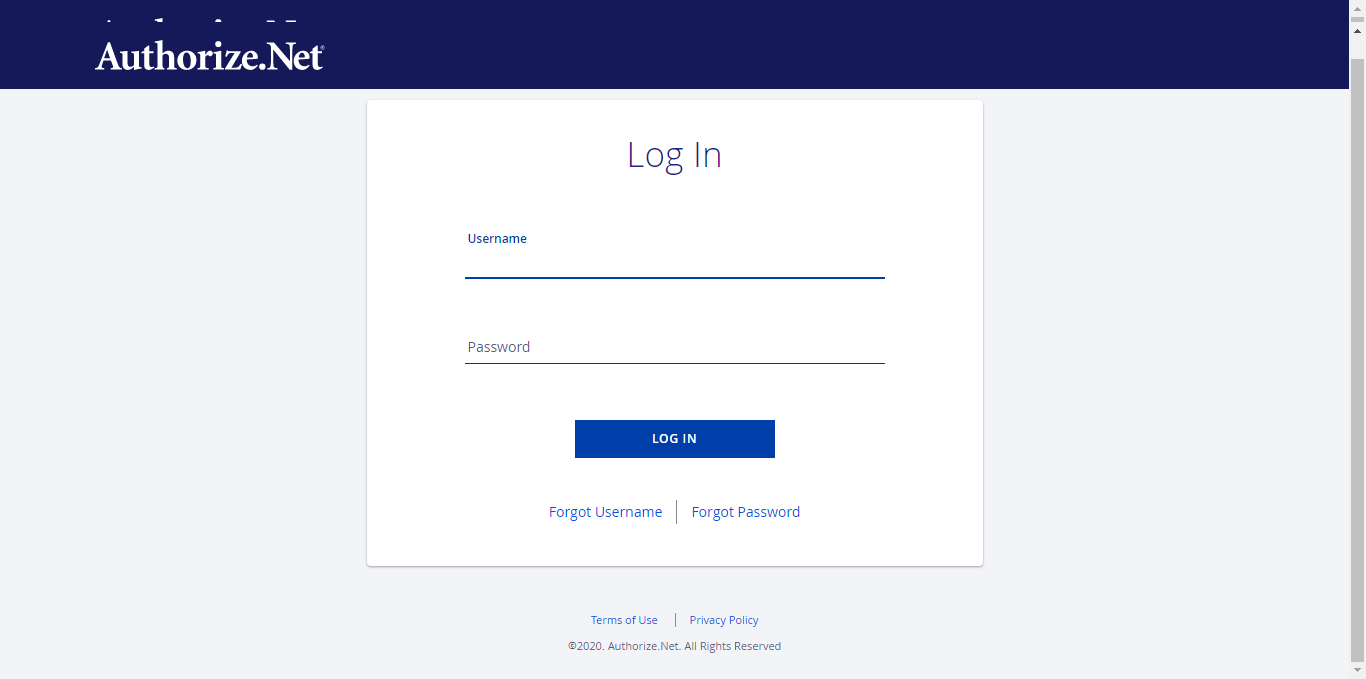 Authorize.Net
Log In
Username
Password
LOG IN
Forgot Username
Forgot Password
Terms of Use
Privacy Policy
©2020. Authorize.Net. All Rights Reserved